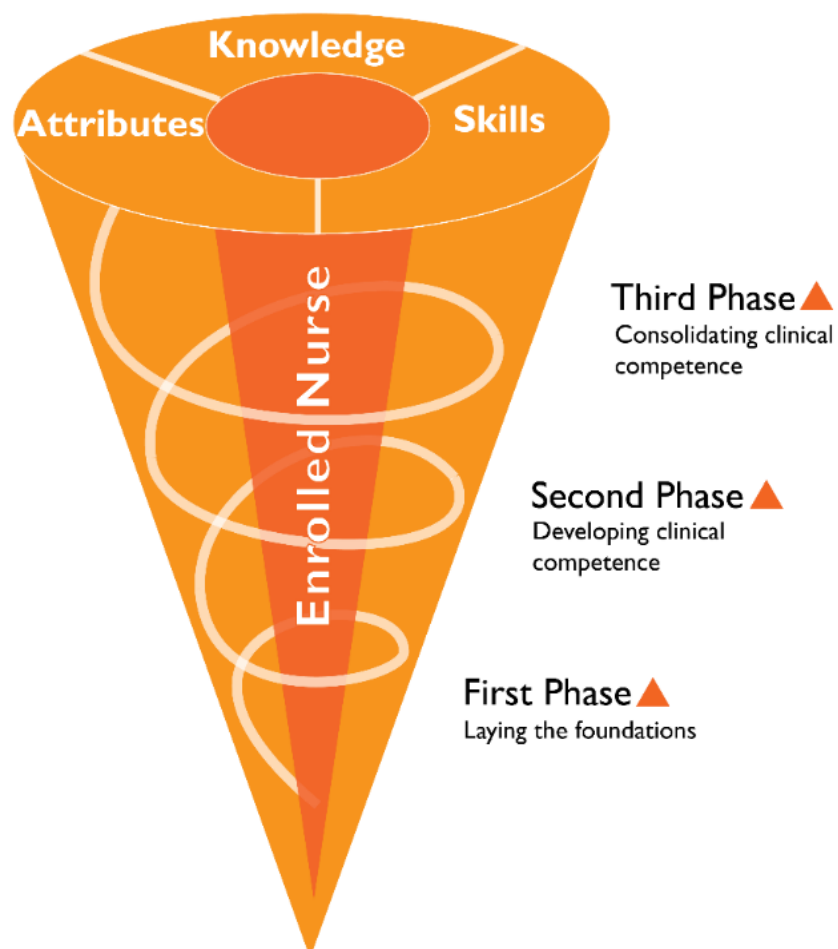 Knowledge
Attributes
Skills
Enrolled Nurse
Third Phase
Consolidating clinical
competence
Second Phase
Developing clinical
competence
First Phase
Laying the foundations